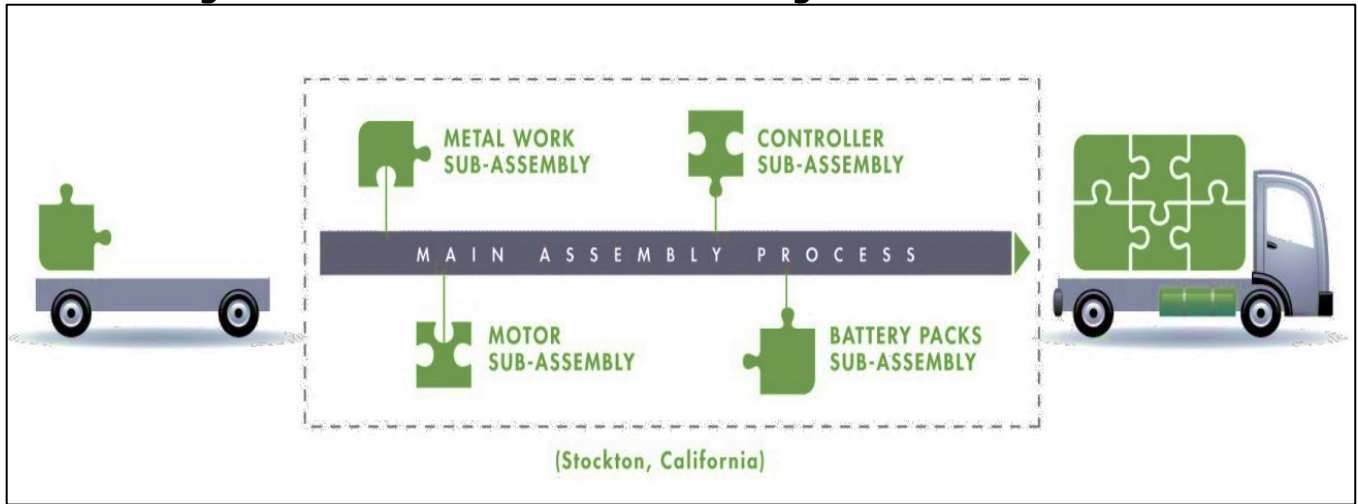 METAL WORK
SUB-ASSEMBLY
CONTROLLER
SUB-ASSEMBLY
MAIN ASSEMBLY PROCESS
MOTOR
SUB-ASSEMBLY
BATTERY PACKS
SUB-ASSEMBLY
(Stockton, California)